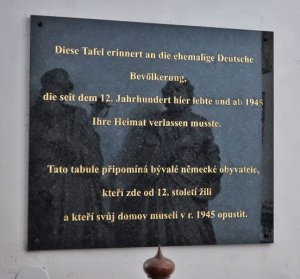 Diese Tafel erinnert an die ehemalige Deutsche
Bevölkerung,
die seit dem 12. Jahrhundert hier lebte und ab 1945
Ihre Heimat verlassen musste.
Tato tabule připomíná bývalé německé obyvatele,
kteří zde od 12. století žili
a kteří svůj domov museli v r. 1945 opustit.